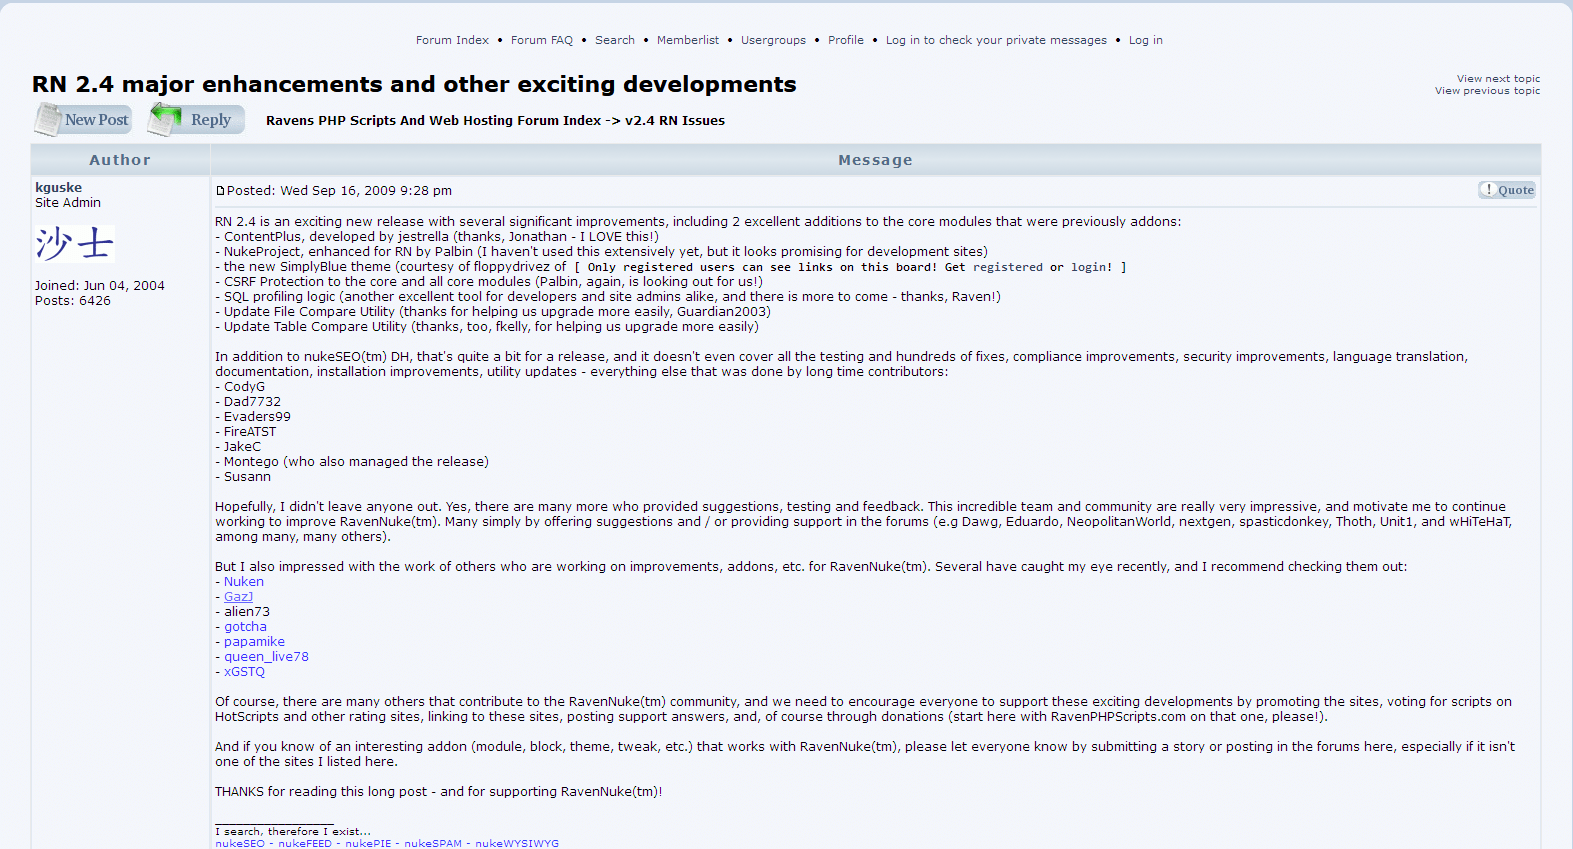 Forum Index • Forum FAQ • Search • Memberlist • Usergroups • Profile • Log in to check your private messages • Log in
RN 2.4 major enhancements and other exciting developments
View next topic
View previous topic
New Post
Reply
Ravens PHP Scripts And Web Hosting Forum Index -> v2.4 RN Issues
Author
Message
kguske
Site Admin
沙士
Joined: Jun 04, 2004
Posts: 6426
Posted: Wed Sep 16, 2009 9:28 pm
! Quote
RN 2.4 is an exciting new release with several significant improvements, including 2 excellent additions to the core modules that were previously addons:
- ContentPlus, developed by jestrella (thanks, Jonathan - I LOVE this!)
- NukeProject, enhanced for RN by Palbin (I haven't used this extensively yet, but it looks promising for development sites)
- the new SimplyBlue theme (courtesy of floppydrivez of [ Only registered users can see links on this board! Get registered or login! ]
- CSRF Protection to the core and all core modules (Palbin, again, is looking out for us!)
- SQL profiling logic (another excellent tool for developers and site admins alike, and there is more to come - thanks, Raven!)
- Update File Compare Utility (thanks for helping us upgrade more easily, Guardian2003)
- Update Table Compare Utility (thanks, too, fkelly, for helping us upgrade more easily)
In addition to nukeSEO(tm) DH, that's quite a bit for a release, and it doesn't even cover all the testing and hundreds of fixes, compliance improvements, security improvements, language translation,
documentation, installation improvements, utility updates - everything else that was done by long time contributors:
- CodyG
- Dad7732
- Evaders99
- FireATST
- JakeC
- Montego (who also managed the release)
- Susann
Hopefully, I didn't leave anyone out. Yes, there are many more who provided suggestions, testing and feedback. This incredible team and community are really very impressive, and motivate me to continue
working to improve RavenNuke(tm). Many simply by offering suggestions and / or providing support in the forums (e.g Dawg, Eduardo, NeopolitanWorld, nextgen, spasticdonkey, Thoth, Unit1, and wHiTeHaT,
among many, many others).
But I also impressed with the work of others who are working on improvements, addons, etc. for RavenNuke(tm). Several have caught my eye recently, and I recommend checking them out:
- Nuken
- GazJ
- alien73
- gotcha
- papamike
- queen_live78
- xGSTQ
Of course, there are many others that contribute to the RavenNuke(tm) community, and we need to encourage everyone to support these exciting developments by promoting the sites, voting for scripts on
HotScripts and other rating sites, linking to these sites, posting support answers, and, of course through donations (start here with RavenPHPScripts.com on that one, please!).
And if you know of an interesting addon (module, block, theme, tweak, etc.) that works with RavenNuke(tm), please let everyone know by submitting a story or posting in the forums here, especially if it isn't
one of the sites I listed here.
THANKS for reading this long post - and for supporting RavenNuke(tm)!
_________________
I search, therefore I exist...
nukeSEO - nukeFEED - nukePIE - nukeSPAM - nukeWYSIWYG